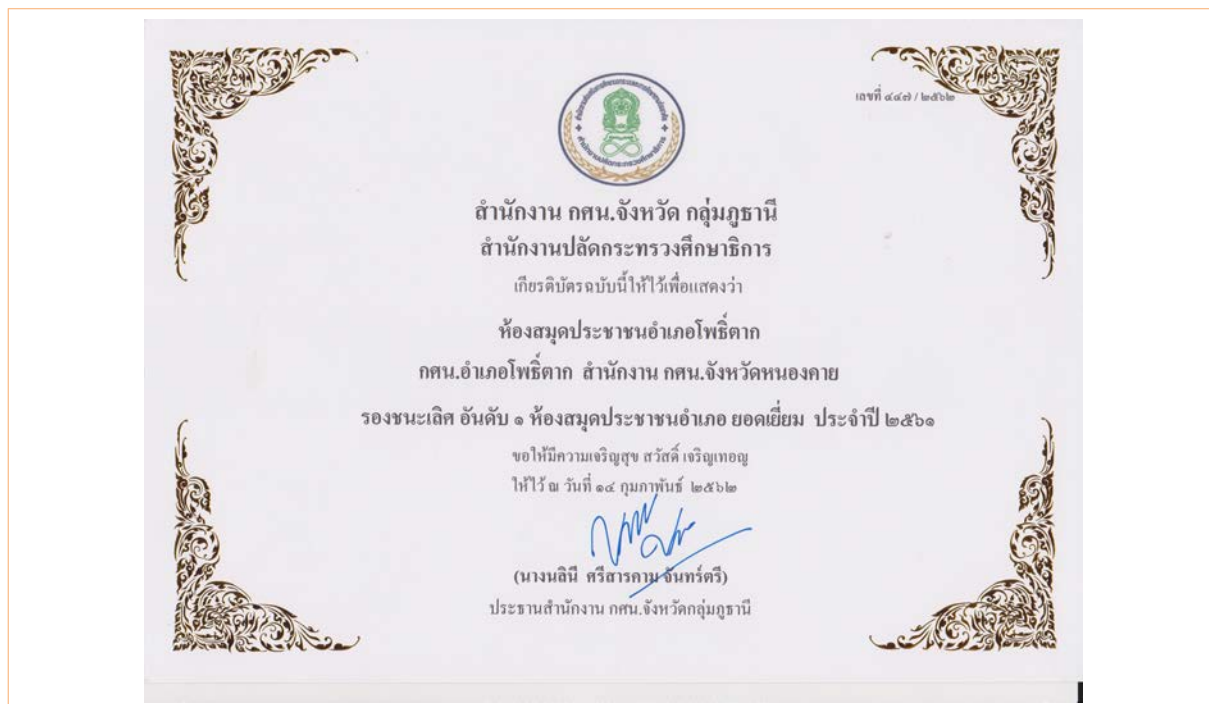 เลขที่ ๔๔๗ / ๒๕๖๒
สำนักงาน กศน.จังหวัด กลุ่มภูธานี
สำนักงานปลัดกระทรวงศึกษาธิการ
เกียรติบัตรฉบับนี้ให้ไว้เพื่อแสดงว่า
ห้องสมุดประชาชนอำเภอโพธิ์ตาก
กศน.อำเภอโพธิ์ตาก สำนักงาน กศน.จังหวัดหนองคาย
รองชนะเลิศ อันดับ ๑ ห้องสมุดประชาชนอำเภอ ยอดเยี่ยม ประจำปี ๒๕๖๑
ขอให้มีความเจริญสุข สวัสดิ์ เจริญเทอญ
ให้ไว้ ณ วันที่ ๑๔ กุมภาพันธ์ ๒๕๖๒
(นางนลินี ศรีสารคาม จันทร์ตรี)
ประธานสำนักงาน กศน.จังหวัดกลุ่มภูธานี